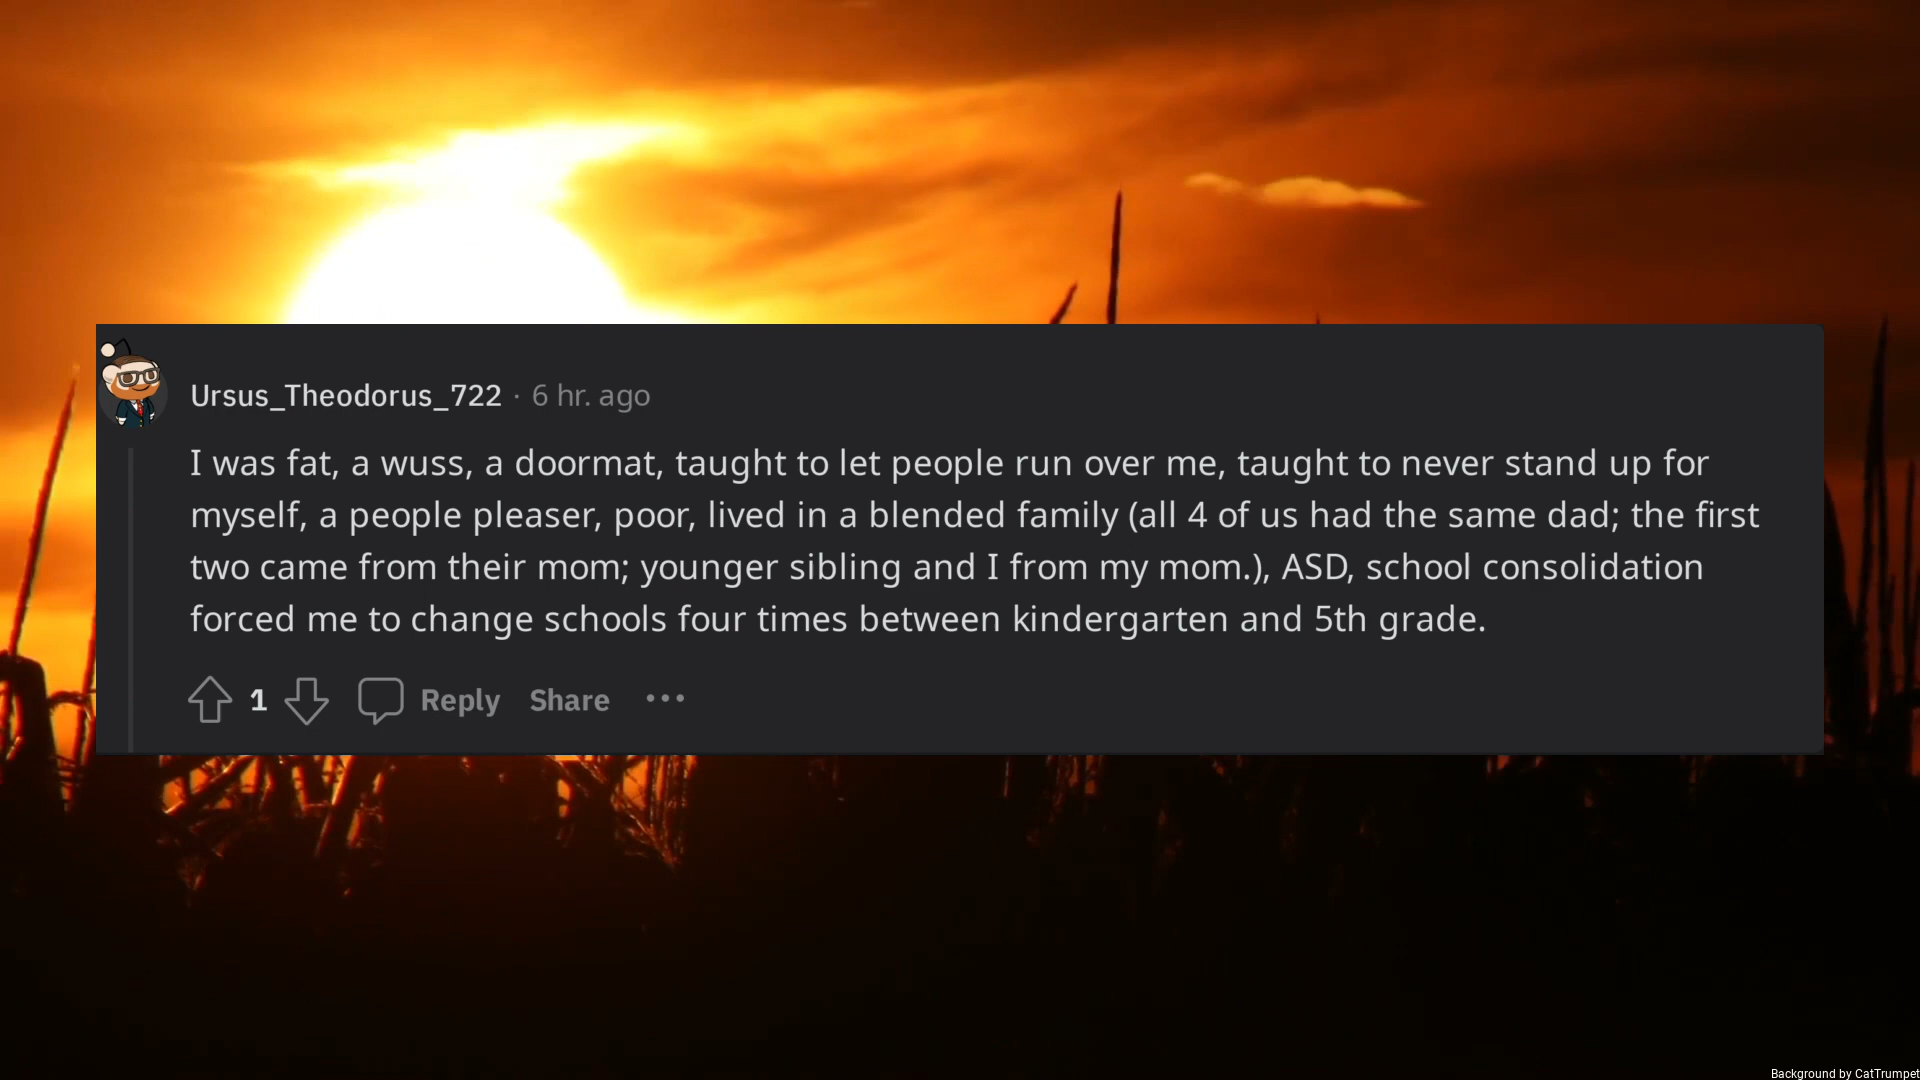 Ursus_Theodorus_722 · 6 hr. ago
I was fat, a wuss, a doormat, taught to let people run over me, taught to never stand up for
myself, a people pleaser, poor, lived in a blended family (all 4 of us had the same dad; the first
two came from their mom; younger sibling and I from my mom.), ASD, school consolidation
forced me to change schools four times between kindergarten and 5th grade.
1 Reply Share ···
Background by CatTrumpet